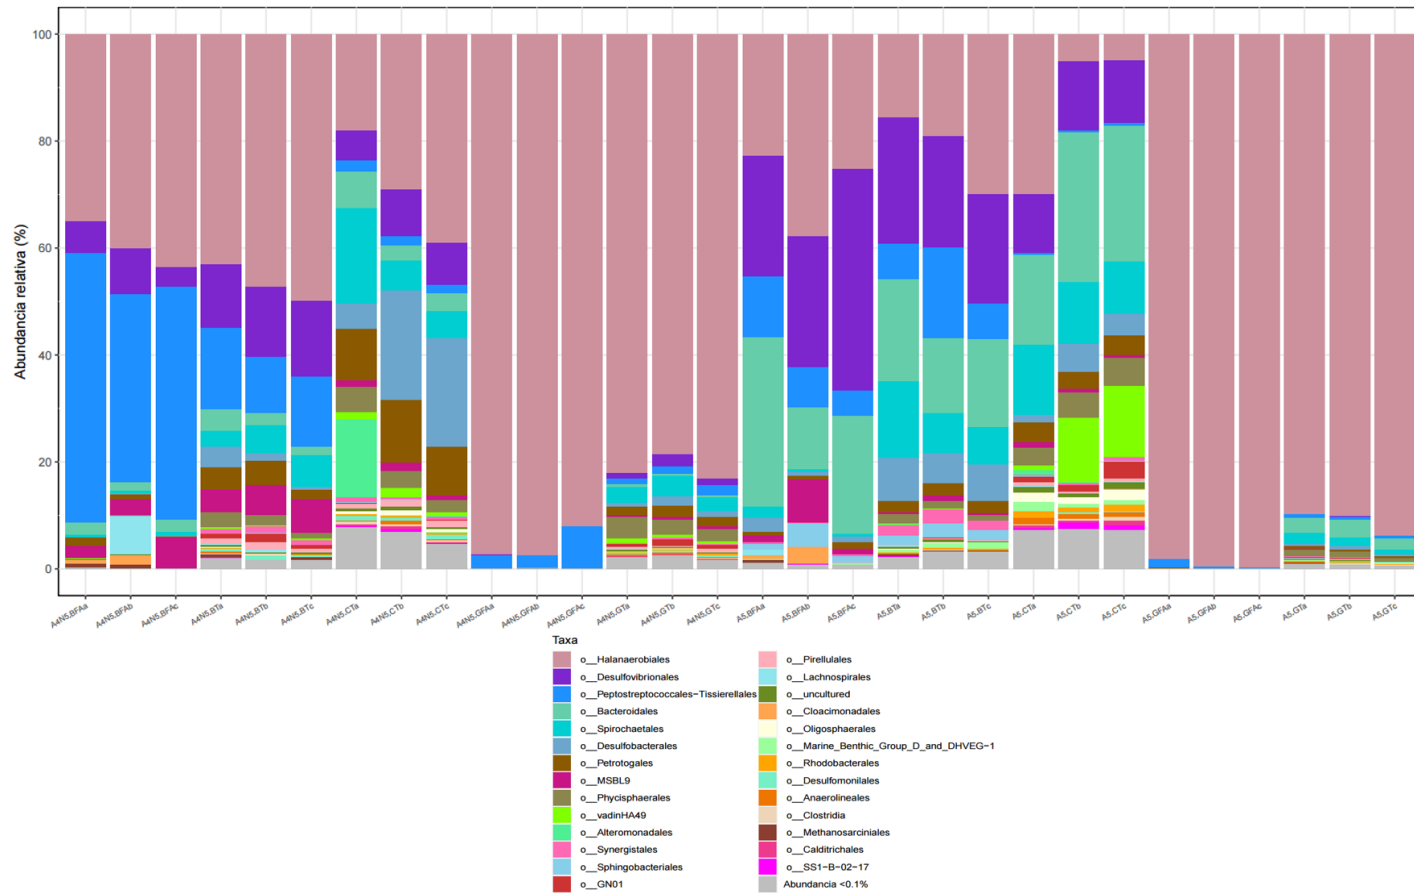 100
80
60
40
20
0
Abundancia relativa (%)
A4N5,BFAa
A4N5,BFAb
A4N5,BFAc
A4N5,BTa
A4N5,BTb
A4N5,BTc
A4N5,CTa
A4N5,CTb
A4N5,CTc
A4N5,GFAa
A4N5,GFAb
A4N5,GFAc
A4N5,GTa
A4N5,GTb
A4N5,GTc
A5,BFAa
A5,BFAb
A5,BFAc
A5,BTa
A5,BTb
A5,BTc
A5,CTa
A5,CTb
A5,CTc
A5,GFAa
A5,GFAb
A5,GFAc
A5,GTa
A5,GTb
A5,GTc
Taxa
o__Halanaerobiales
o__Desulfovibrionales
o__Peptostreptococcales-Tissierellales
o__Bacteroidales
o__Spirochaetales
o__Desulfobacterales
o__Petrotogales
o__MSBL9
o__Phycisphaerales
o__vadinHA49
o__Alteromonadales
o__Synergistales
o__Sphingobacteriales
o__GN01
o__Pirellulales
o__Lachnospirales
o__uncultured
o__Cloacimonadales
o__Oligosphaerales
o__Marine_Benthic_Group_D_and_DHVEG-1
o__Rhodobacterales
o__Desulfomonilales
o__Anaerolineales
o__Clostridia
o__Methanosarciniales
o__Calditrichales
o__SS1-B-02-17
Abundancia <0.1%